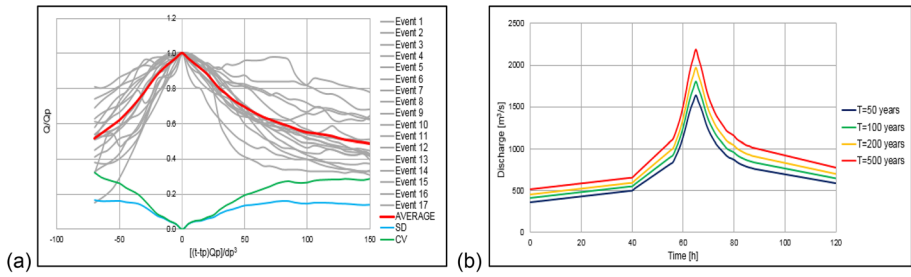 (a)
Q/Qp
1.2
1.0
0.8
0.6
0.4
0.2
0.0
-100
-50
0
50
100
150
[(t-tp)Qp]/dp³
Event 1
Event 2
Event 3
Event 4
Event 5
Event 6
Event 7
Event 8
Event 9
Event 10
Event 11
Event 12
Event 13
Event 14
Event 15
Event 16
Event 17
AVERAGE
SD
CV
(b)
Discharge [m³/s]
2500
2000
1500
1000
500
0
0
20
40
60
80
100
120
Time [h]
T=50 years
T=100 years
T=200 years
T=500 years